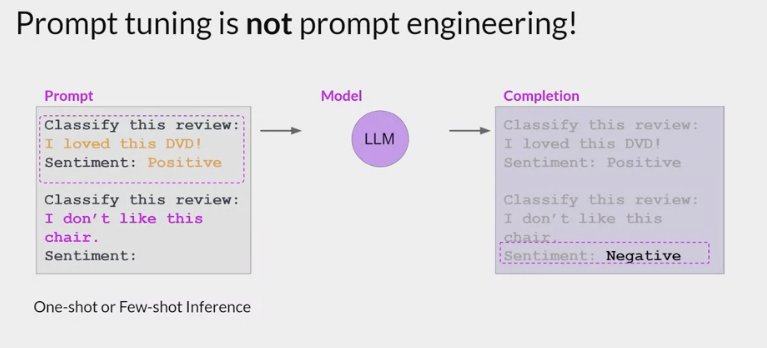 Prompt tuning is not prompt engineering!
Prompt
Classify this review:
I loved this DVD!
Sentiment: Positive
Classify this review:
I don't like this
chair.
Sentiment:
One-shot or Few-shot Inference
Model
LLM
Completion
Classify this review:
I loved this DVD!
Sentiment: Positive
Classify this review:
I don't like this
chair.
Sentiment: Negative